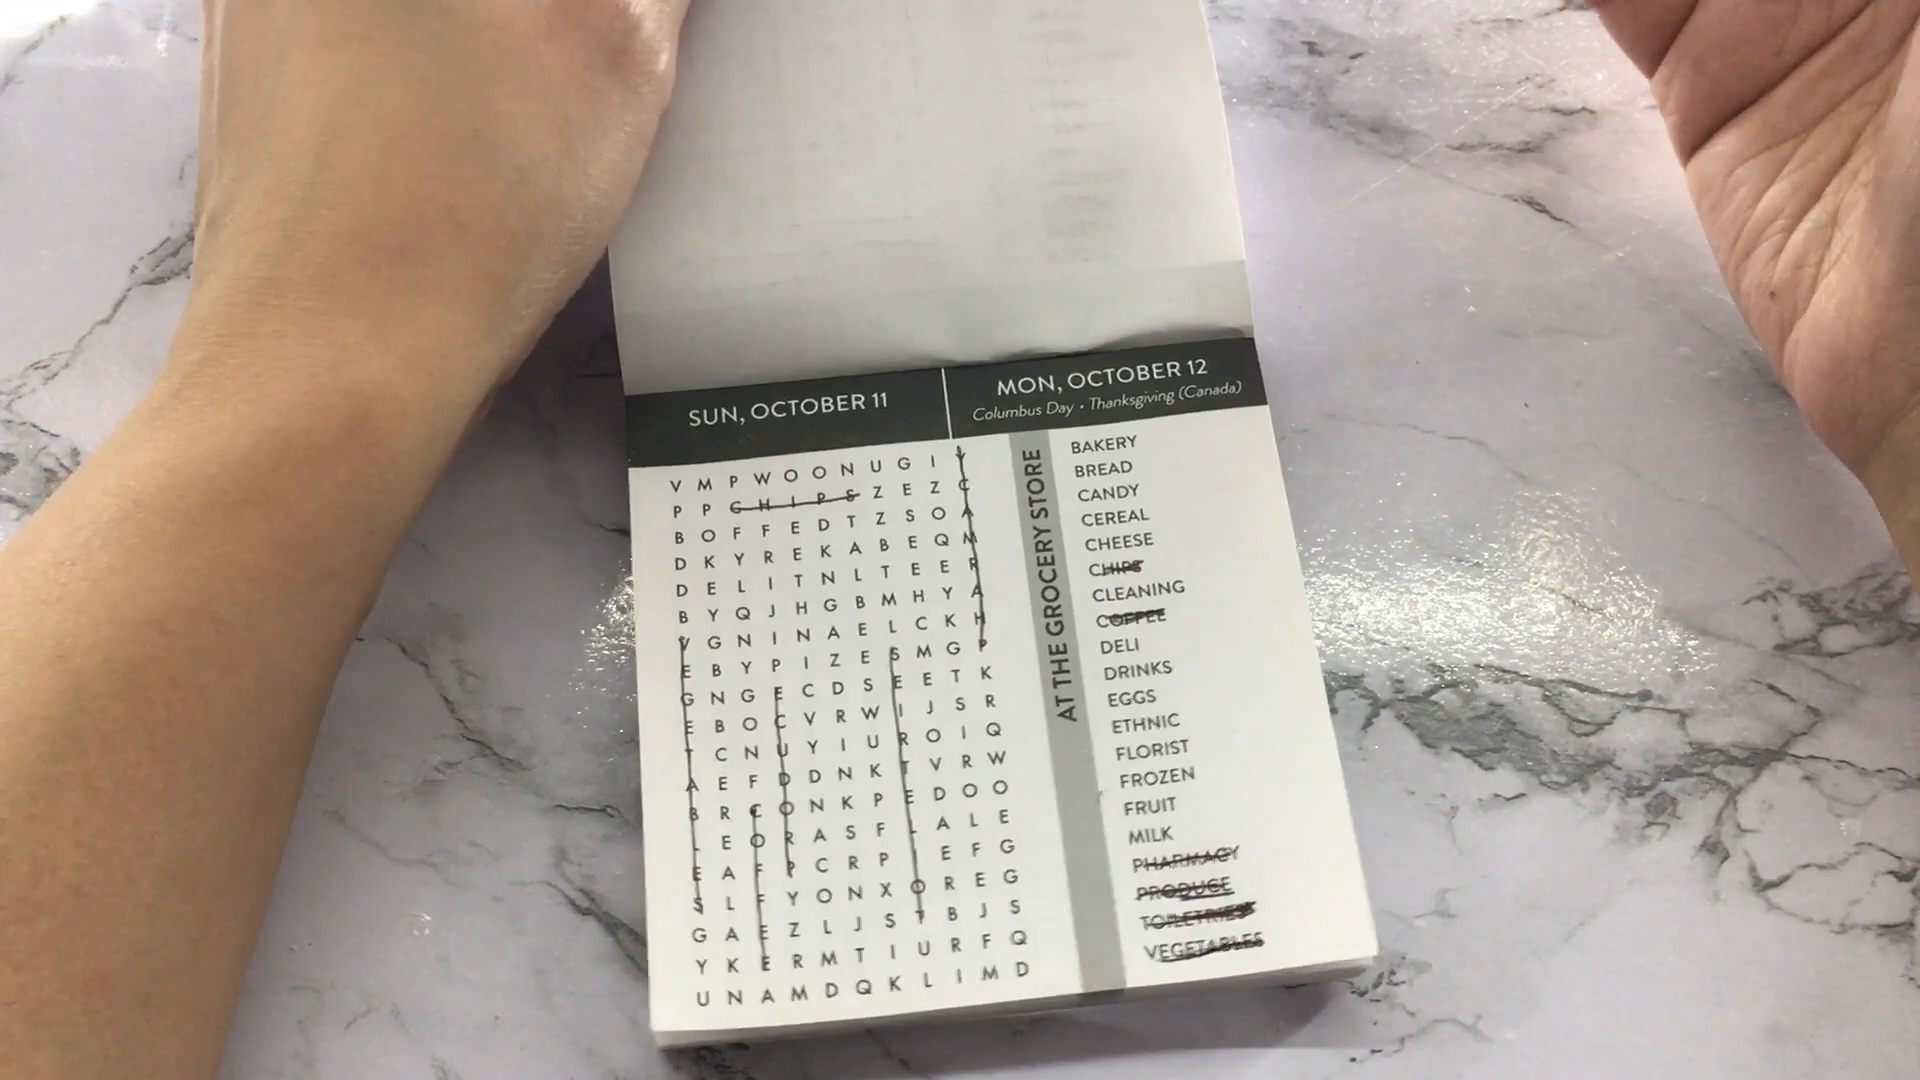 SUN, OCTOBER 11
MON, OCTOBER 12
Columbus Day • Thanksgiving (Canada)
V M P W O O N U G I Y
P P C H I P S Z E Z C
B O F F E D T Z S O A
D K Y R E K A B E Q M
D E L I T N L T E E R
B Y Q J H G B M H Y A
V G N I N A E L C K H
E B Y P I Z E S M G P
G N G E C D S E E T K
E B O C V R W I J S R
T C N U Y I U R O I Q
A E F D D N K T V R W
B R C O N K P E D O O
L E O R A S F L A L E
E A F P C R P I E F G
S L F Y O N X O R E G
G A E Z L J S T B J S
Y K E R M T I U R F Q
U N A M D Q K L I M D
AT THE GROCERY STORE
BAKERY
BREAD
CANDY
CEREAL
CHEESE
CHIPS
CLEANING
COFFEE
DELI
DRINKS
EGGS
ETHNIC
FLORIST
FROZEN
FRUIT
MILK
PHARMACY
PRODUCE
TOILETRIES
VEGETABLES